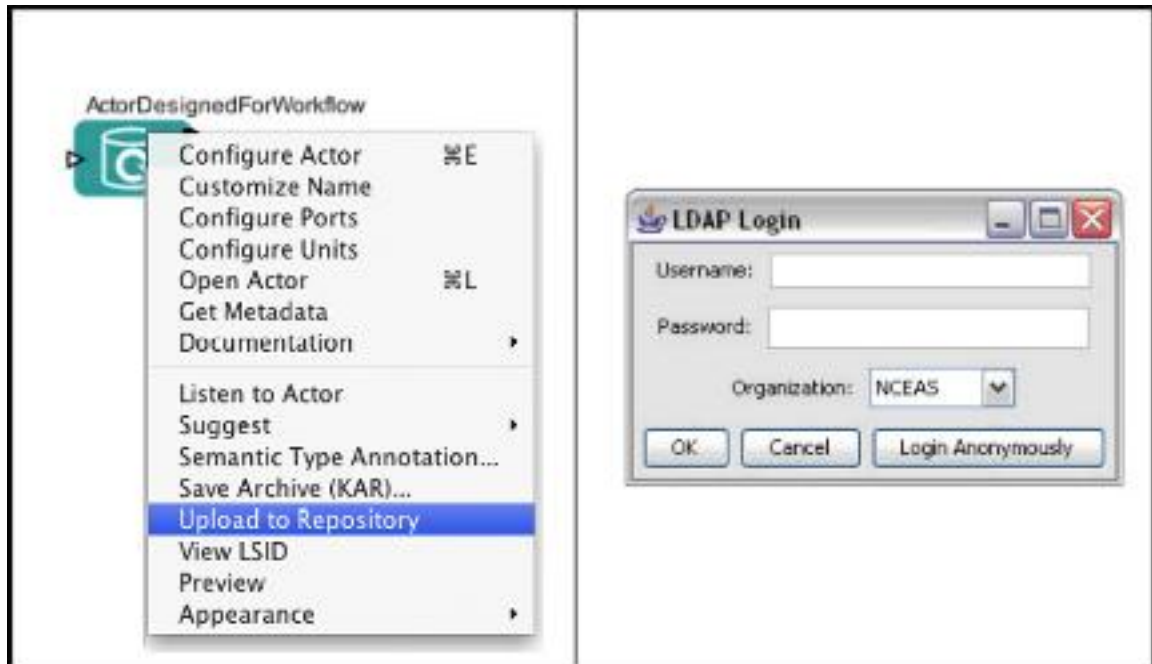 ActorDesignedForWorkflow
Configure Actor ⌘E
Customize Name
Configure Ports
Configure Units
Open Actor ⌘L
Get Metadata
Documentation
Listen to Actor
Suggest
Semantic Type Annotation...
Save Archive (KAR)...
Upload to Repository
View LSID
Preview
Appearance
LDAP Login
Username:
Password:
Organization: NCEAS
OK Cancel Login Anonymously